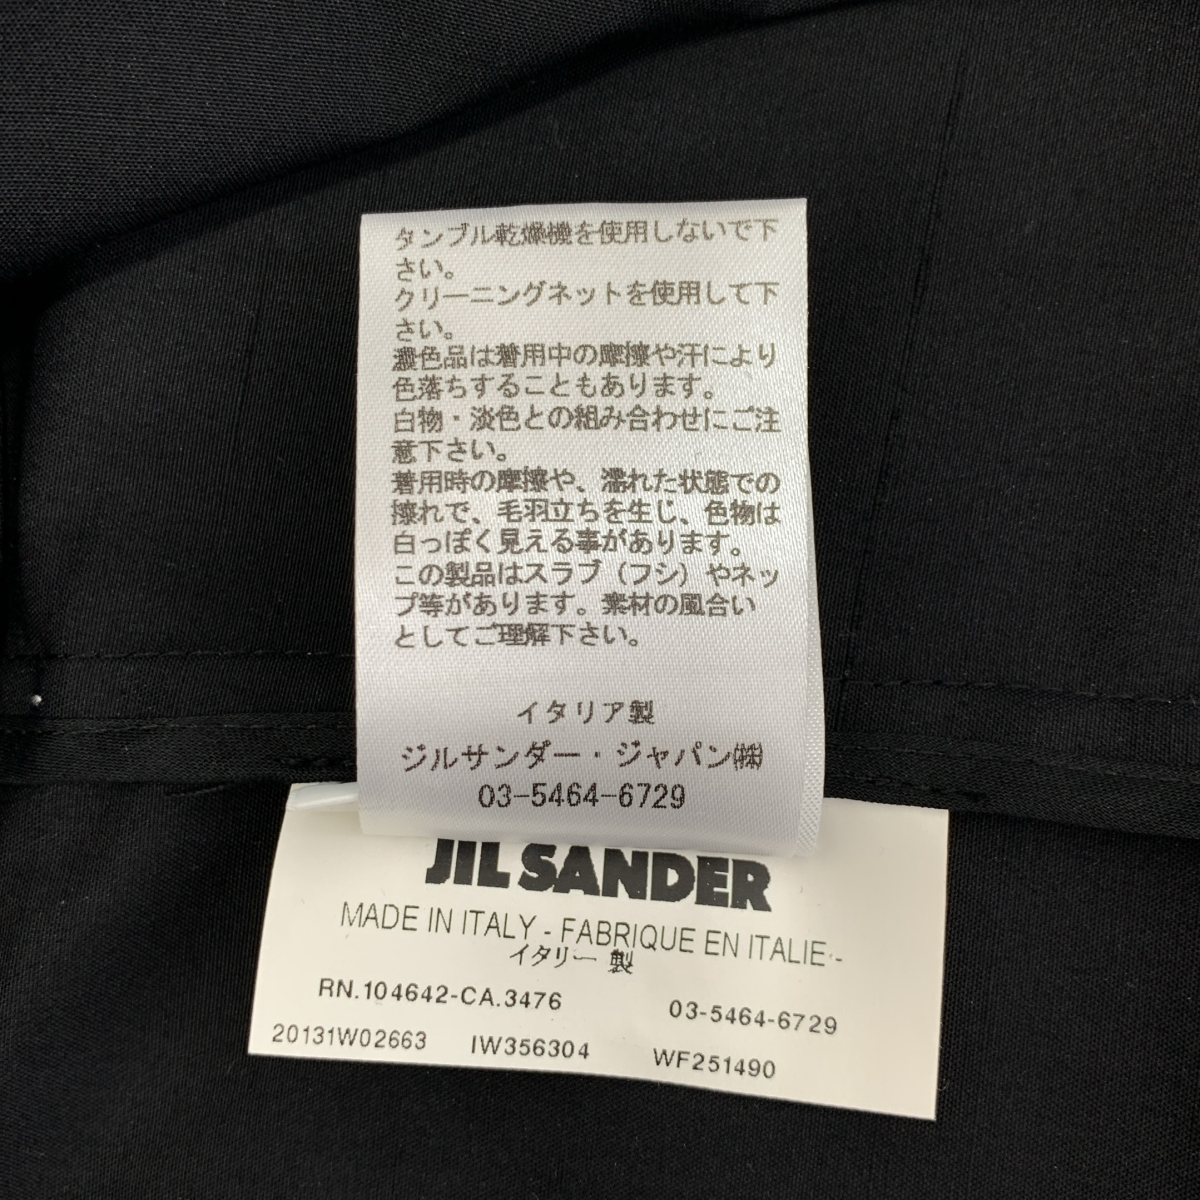 タンブル乾燥機を使用しないで下
さい。
クリーニングネットを使用して下
さい。
濃色品は着用中の摩擦や汗により
色落ちすることもあります。
白物・淡色との組み合わせにご注
意下さい。
着用時の摩擦や、濡れた状態での
擦れで、毛羽立ちを生じ、色物は
白っぽく見える事があります。
この製品はスラブ（フシ）やネッ
プ等があります。素材の風合い
としてご理解下さい。
イタリア製
ジルサンダー・ジャパン㈱
03-5464-6729
JIL SANDER
MADE IN ITALY - FABRIQUE EN ITALIE -
イタリー 製
RN.104642-CA.3476 03-5464-6729
20131W02663 IW356304 WF251490